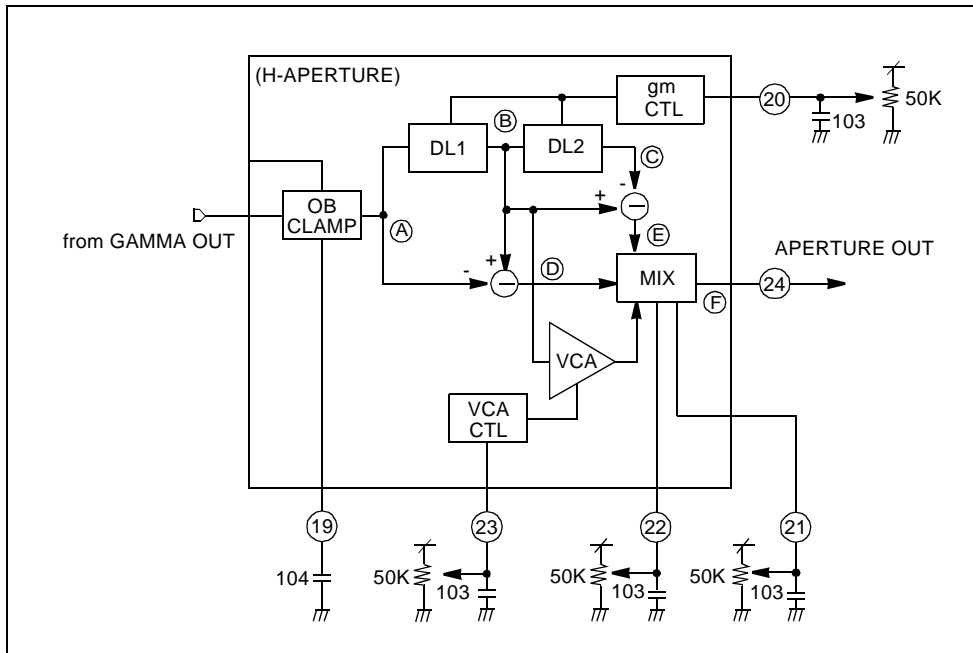 (H-APERTURE)
gm
CTL
20
50K
103
B
DL1
DL2
C
-
+
−
E
OB
CLAMP
A
from GAMMA OUT
APERTURE OUT
+
-
−
D
MIX
F
24
VCA
VCA
CTL
19
23
22
21
104
50K
103
50K
103
50K
103